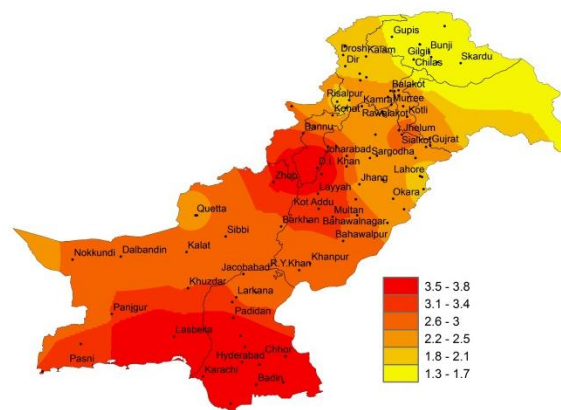 Gupis
Drosh Kalam
Gilgit Bunji
Dir
Chilas Skardu
Balakot
Risalpur
Kamra Murree
Kohat
Rawalakot Kotli
Bannu
Jhelum
Sialkot Gujrat
Joharabad Sargodha
D.I. Khan
Lahore
Zhob
Jhang
Layyah
Okara
Kot Addu
Quetta
Multan
Barkhan
Bahawalnagar
Sibbi
Bahawalpur
Kalat
Nokkundi Dalbandin
Khanpur
R.Y.Khan
Jacobabad
Khuzdar
Larkana
Panjgur
Padidan
Lasbella
Pasni
Chhor
Hyderabad
Karachi
Badin
3.5 - 3.8
3.1 - 3.4
2.6 - 3
2.2 - 2.5
1.8 - 2.1
1.3 - 1.7